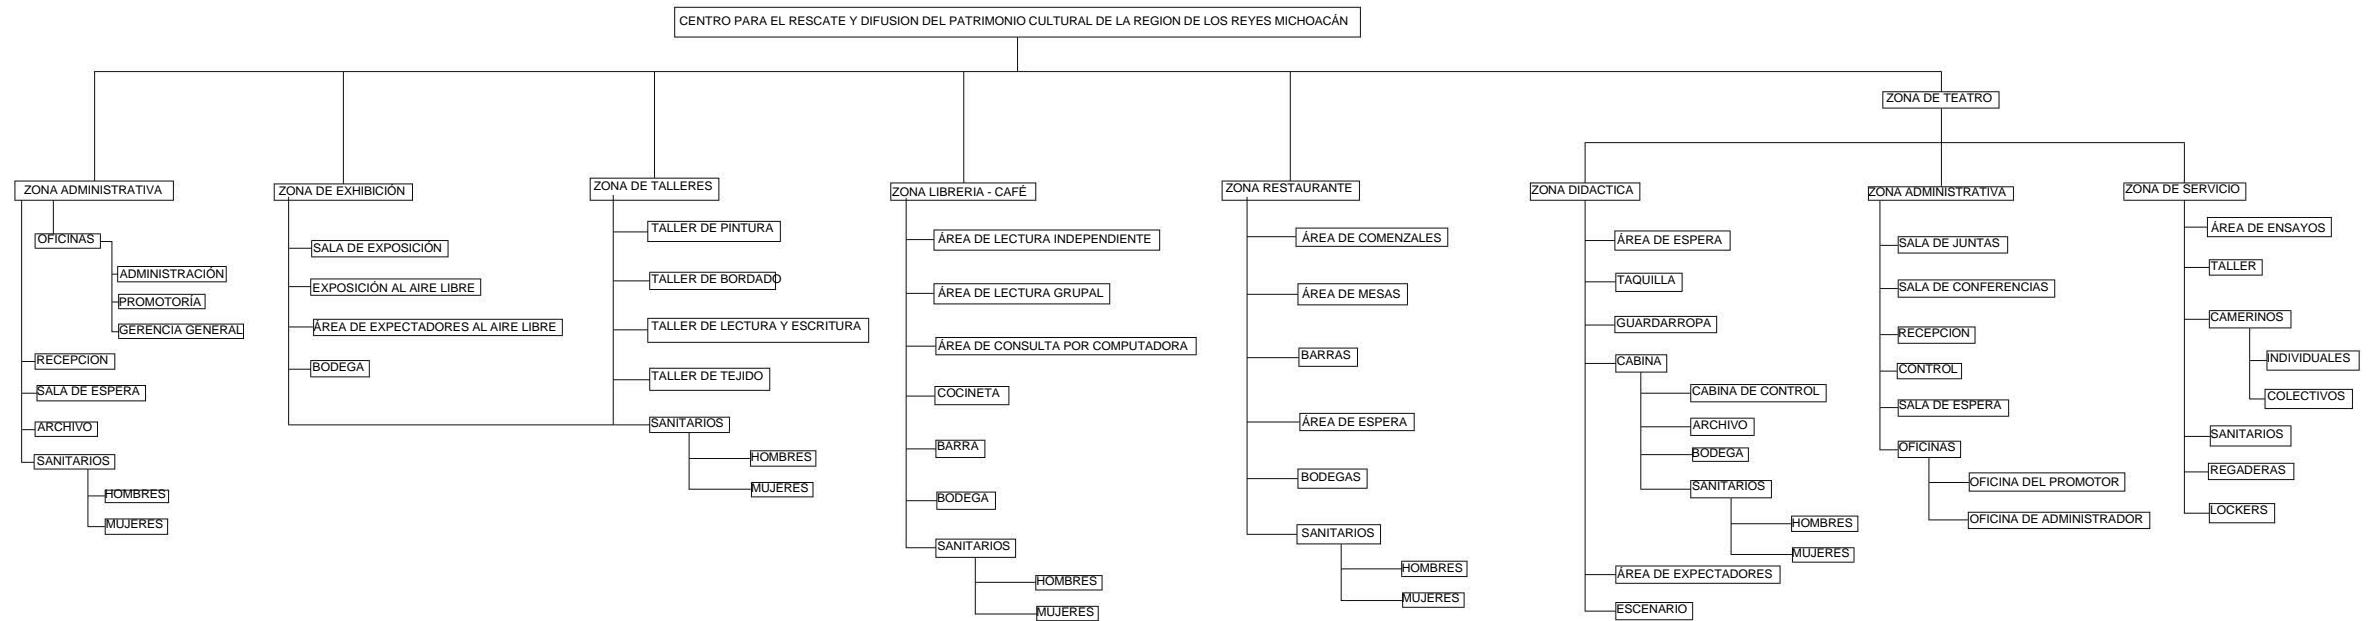 CENTRO PARA EL RESCATE Y DIFUSION DEL PATRIMONIO CULTURAL DE LA REGION DE LOS REYES MICHOACÁN
ZONA ADMINISTRATIVA
OFICINAS
ADMINISTRACIÓN
PROMOTORÍA
GERENCIA GENERAL
RECEPCION
SALA DE ESPERA
ARCHIVO
SANITARIOS
HOMBRES
MUJERES
ZONA DE EXHIBICIÓN
SALA DE EXPOSICIÓN
EXPOSICIÓN AL AIRE LIBRE
ÁREA DE EXPECTADORES AL AIRE LIBRE
BODEGA
ZONA DE TALLERES
TALLER DE PINTURA
TALLER DE BORDADO
TALLER DE LECTURA Y ESCRITURA
TALLER DE TEJIDO
SANITARIOS
HOMBRES
MUJERES
ZONA LIBRERIA - CAFÉ
ÁREA DE LECTURA INDEPENDIENTE
ÁREA DE LECTURA GRUPAL
ÁREA DE CONSULTA POR COMPUTADORA
COCINETA
BARRA
BODEGA
SANITARIOS
HOMBRES
MUJERES
ZONA RESTAURANTE
ÁREA DE COMENZALES
ÁREA DE MESAS
BARRAS
ÁREA DE ESPERA
BODEGAS
SANITARIOS
HOMBRES
MUJERES
ZONA DE TEATRO
ZONA DIDACTICA
ÁREA DE ESPERA
TAQUILLA
GUARDARROPA
CABINA
CABINA DE CONTROL
ARCHIVO
BODEGA
SANITARIOS
HOMBRES
MUJERES
ÁREA DE EXPECTADORES
ESCENARIO
ZONA ADMINISTRATIVA
SALA DE JUNTAS
SALA DE CONFERENCIAS
RECEPCION
CONTROL
SALA DE ESPERA
OFICINAS
OFICINA DEL PROMOTOR
OFICINA DE ADMINISTRADOR
ZONA DE SERVICIO
ÁREA DE ENSAYOS
TALLER
CAMERINOS
INDIVIDUALES
COLECTIVOS
SANITARIOS
REGADERAS
LOCKERS